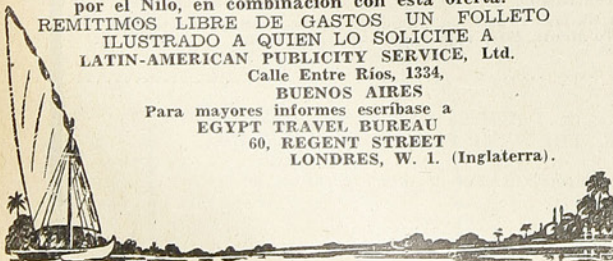 por el Nilo, en combinación con esta oferta.
REMITIMOS LIBRE DE GASTOS UN FOLLETO
ILUSTRADO A QUIEN LO SOLICITE A
LATIN-AMERICAN PUBLICITY SERVICE, Ltd.
Calle Entre Ríos, 1334,
BUENOS AIRES
Para mayores informes escríbase a
EGYPT TRAVEL BUREAU
60, REGENT STREET
LONDRES, W. 1. (Inglaterra).